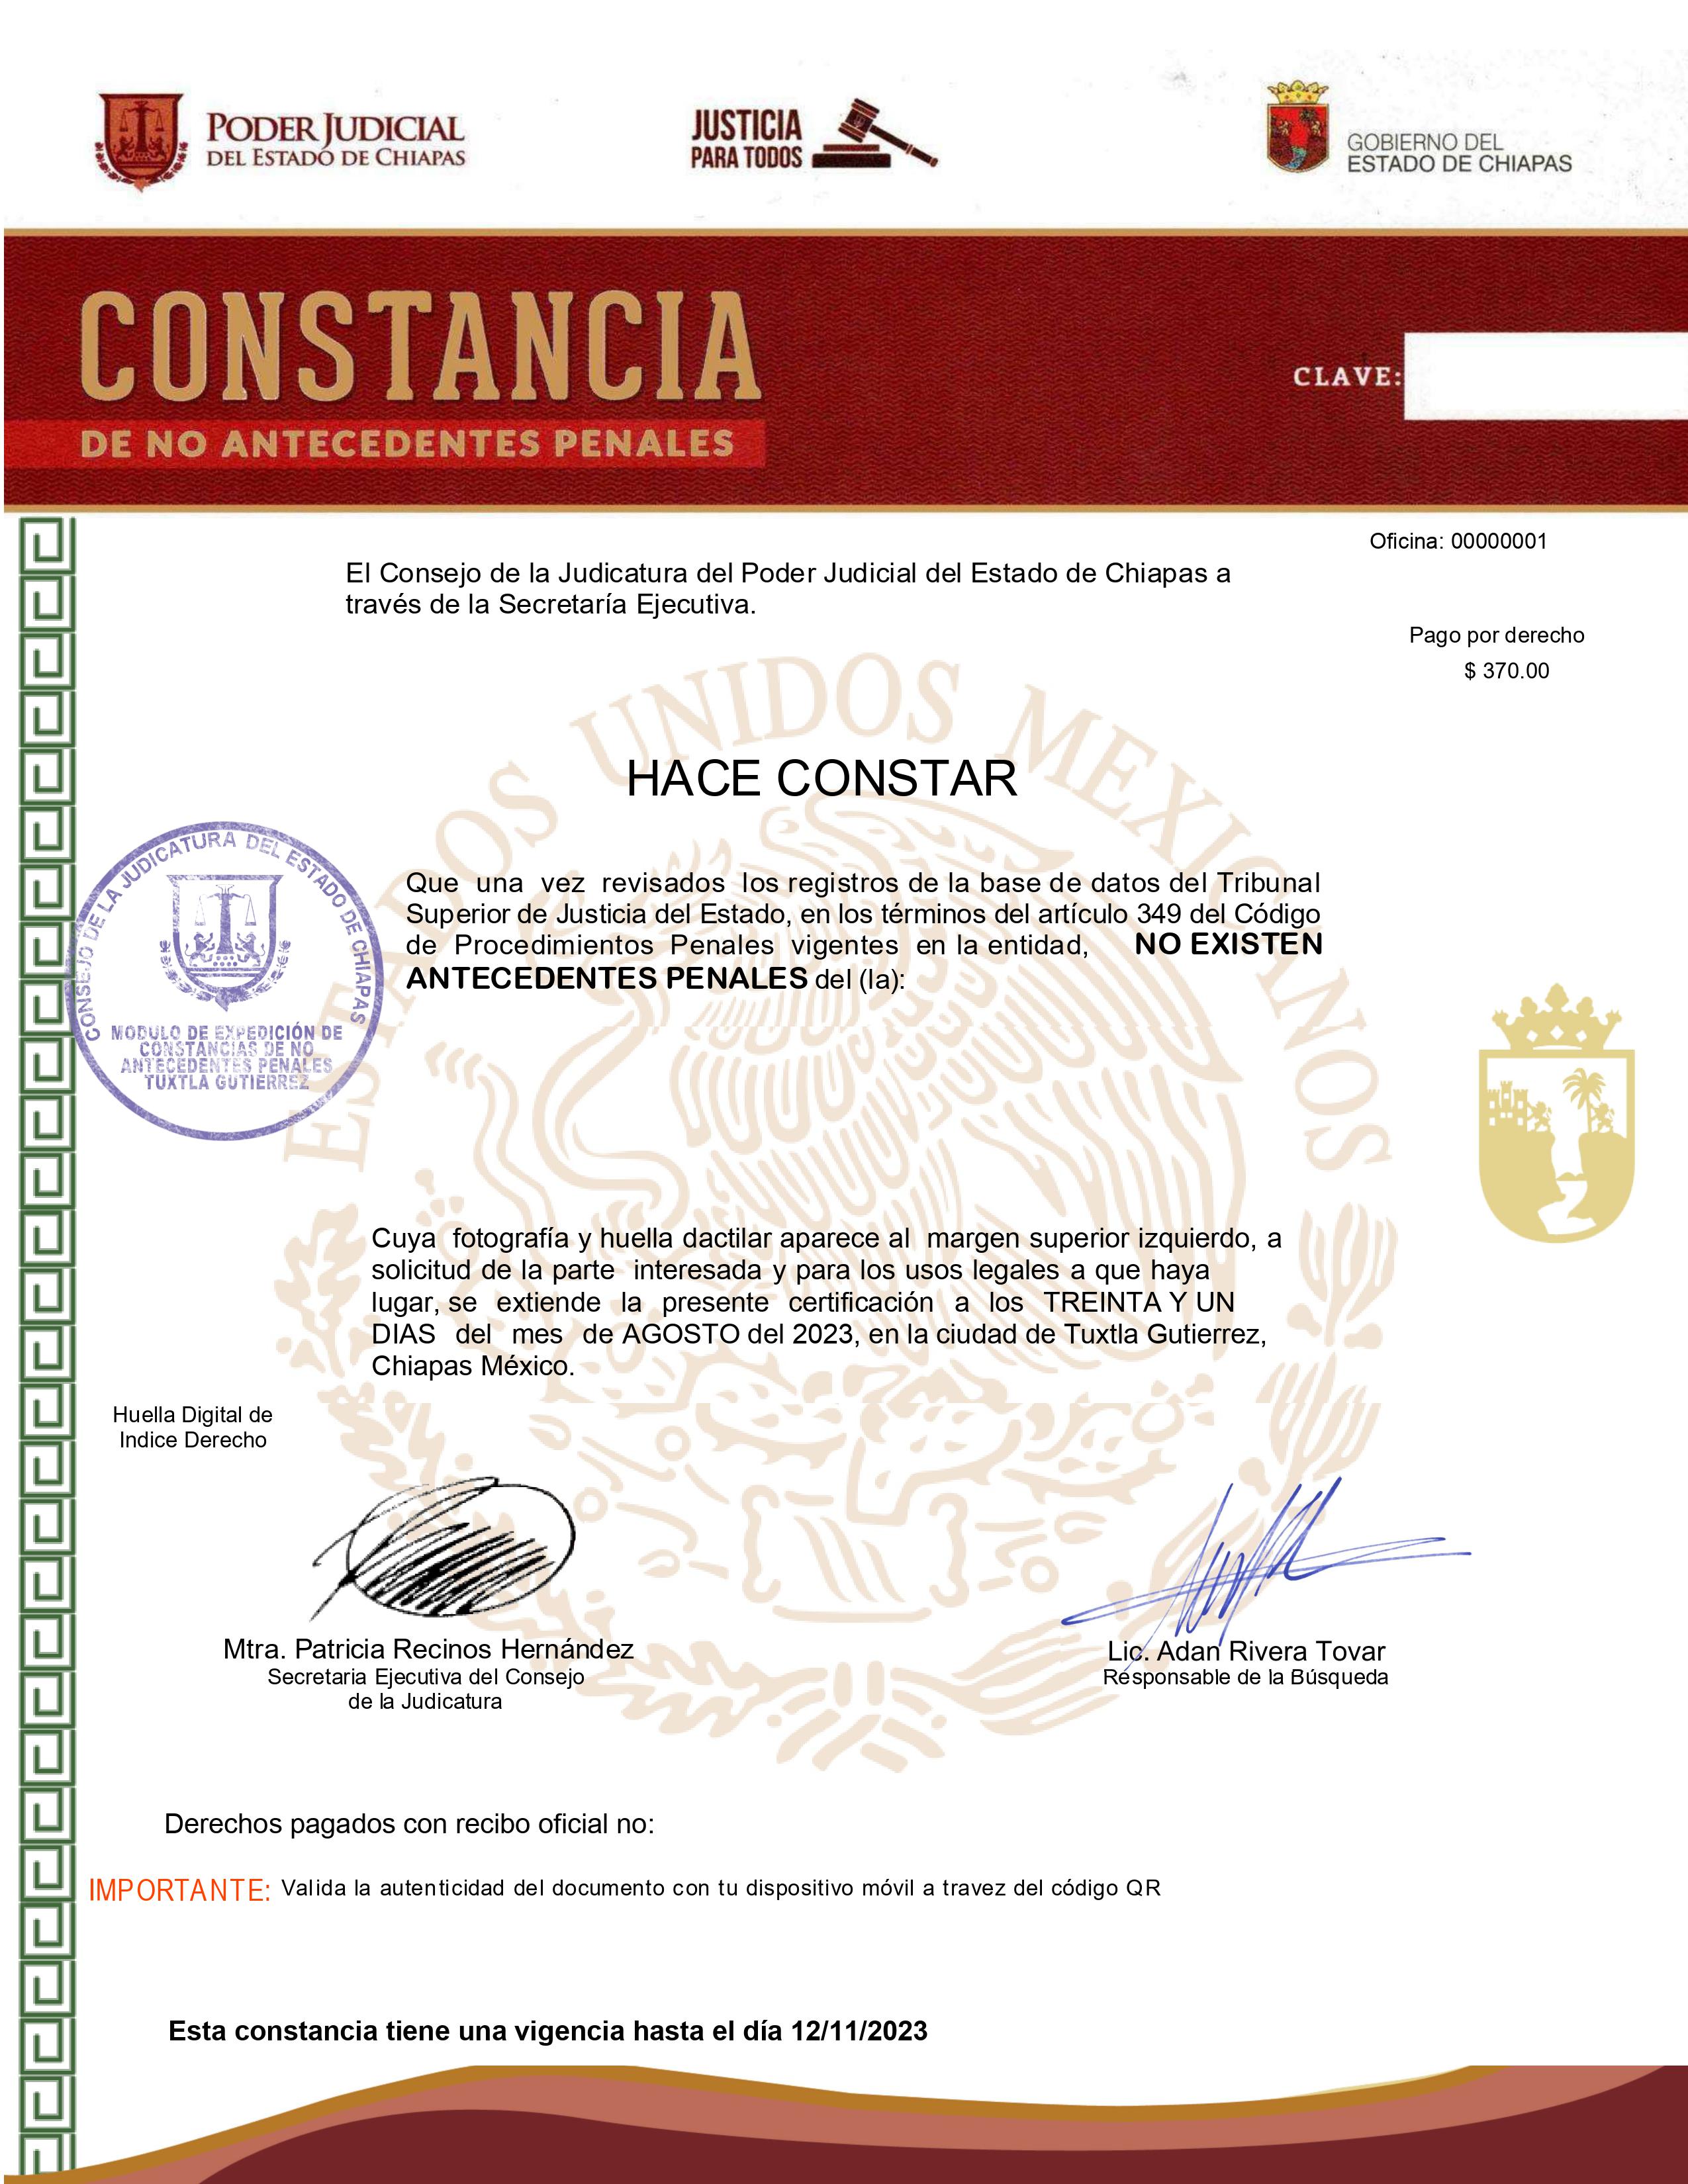 PODER JUDICIAL
DEL ESTADO DE CHIAPAS
JUSTICIA
PARA TODOS
GOBIERNO DEL
ESTADO DE CHIAPAS
CONSTANCIA
DE NO ANTECEDENTES PENALES
CLAVE:
Oficina: 00000001
El Consejo de la Judicatura del Poder Judicial del Estado de Chiapas a
través de la Secretaría Ejecutiva.
Pago por derecho
$ 370.00
ESTADOS UNIDOS MEXICANOS
HACE CONSTAR
CONSEJO DE LA JUDICATURA DEL ESTADO DE CHIAPAS
MODULO DE EXPEDICIÓN DE
CONSTANCIAS DE NO
ANTECEDENTES PENALES
TUXTLA GUTIERREZ
Que una vez revisados los registros de la base de datos del Tribunal
Superior de Justicia del Estado, en los términos del artículo 349 del Código
de Procedimientos Penales vigentes en la entidad, NO EXISTEN
ANTECEDENTES PENALES del (la):
Cuya fotografía y huella dactilar aparece al margen superior izquierdo, a
solicitud de la parte interesada y para los usos legales a que haya
lugar, se extiende la presente certificación a los TREINTA Y UN
DIAS del mes de AGOSTO del 2023, en la ciudad de Tuxtla Gutierrez,
Chiapas México.
Huella Digital de
Indice Derecho
Mtra. Patricia Recinos Hernández
Secretaria Ejecutiva del Consejo
de la Judicatura
Lic. Adan Rivera Tovar
Responsable de la Búsqueda
Derechos pagados con recibo oficial no:
IMPORTANTE: Valida la autenticidad del documento con tu dispositivo móvil a travez del código QR
Esta constancia tiene una vigencia hasta el día 12/11/2023